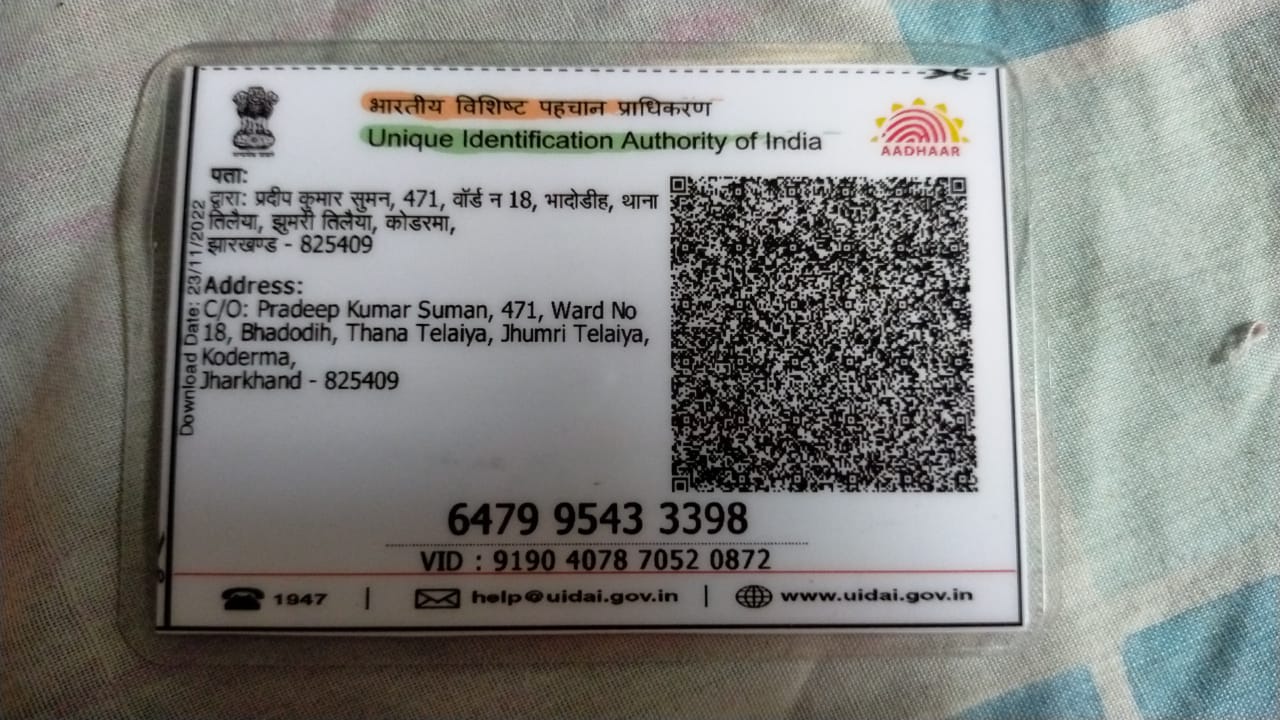 भारतीय विशिष्ट पहचान प्राधिकरण
Unique Identification Authority of India
AADHAAR
पता:
द्वारा: प्रदीप कुमार सुमन, 471, वॉर्ड न 18, भादोडीह, थाना
तिलैया, झुमरी तिलैया, कोडरमा,
झारखण्ड - 825409
Address:
C/O: Pradeep Kumar Suman, 471, Ward No
18, Bhadodih, Thana Telaiya, Jhumri Telaiya,
Koderma,
Jharkhand - 825409
Download Date: 23/11/2022
6479 9543 3398
VID : 9190 4078 7052 0872
1947 | help@uidai.gov.in | www.uidai.gov.in